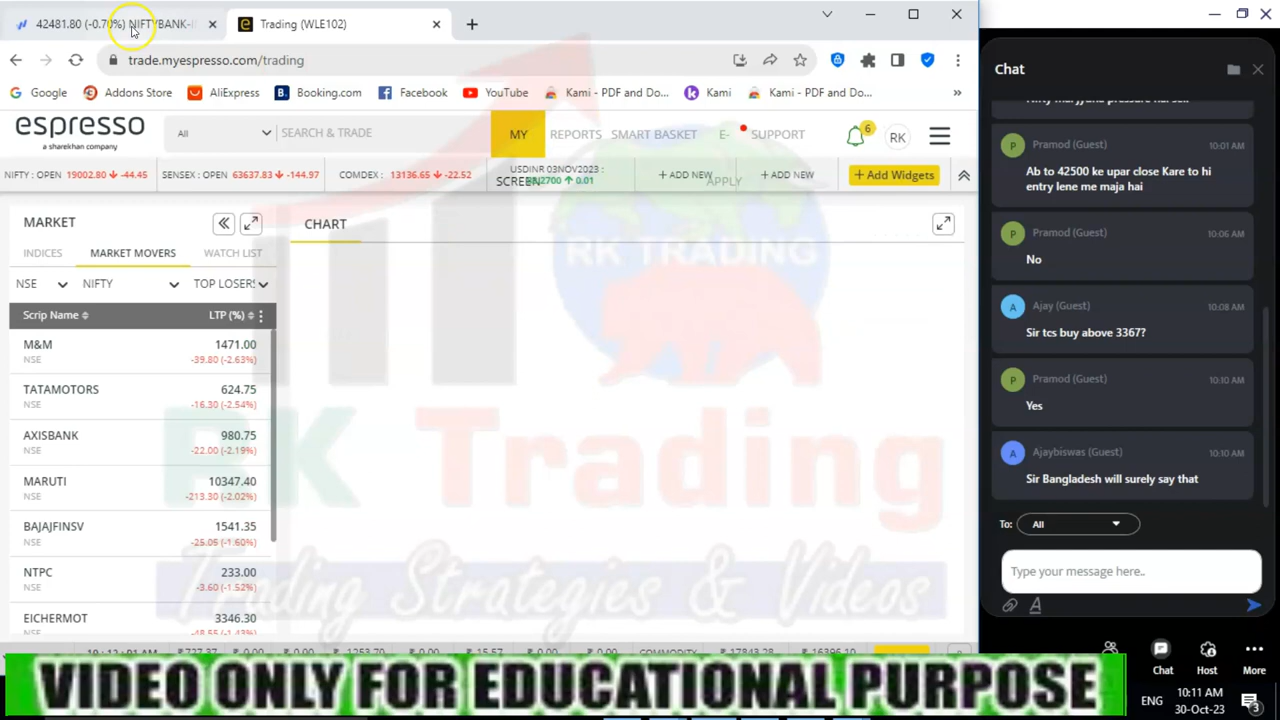 42481.80 (-0.70%) NIFTYBANK-I
Trading (WLE102)
trade.myespresso.com/trading
Google
Addons Store
AliExpress
Booking.com
Facebook
YouTube
Kami - PDF and Do...
Kami
Kami - PDF and Do...
»
espresso
a sharekhan company
All
SEARCH & TRADE
MY
REPORTS
SMART BASKET
E-
SUPPORT
6
RK
NIFTY : OPEN 19002.80 -44.45
SENSEX : OPEN 63637.83 -144.97
COMDEX : 13136.65 -22.52
USDINR 03NOV2023 :
SCREEN
0.01
+ ADD NEW
APPLY
+ ADD NEW
+ Add Widgets
MARKET
CHART
INDICES
MARKET MOVERS
WATCH LIST
NSE
NIFTY
TOP LOSERS
Scrip Name
LTP (%)
M&M 1471.00
NSE -39.80 (-2.63%)
TATAMOTORS 624.75
NSE -16.30 (-2.54%)
AXISBANK 980.75
NSE -22.00 (-2.19%)
MARUTI 10347.40
NSE -213.30 (-2.02%)
BAJAJFINSV 1541.35
NSE -25.05 (-1.60%)
NTPC 233.00
NSE -3.60 (-1.52%)
EICHERMOT 3346.30
NSE -48.55 (-1.43%)
RK TRADING
RK Trading
Trading Strategies & Videos
Chat
Pramod (Guest) 10:01 AM
Ab to 42500 ke upar close Kare to hi
entry lene me maja hai
Pramod (Guest) 10:06 AM
No
Ajay (Guest) 10:08 AM
Sir tcs buy above 3367?
Pramod (Guest) 10:10 AM
Yes
Ajaybiswas (Guest) 10:10 AM
Sir Bangladesh will surely say that
To: All
Type your message here..
VIDEO ONLY FOR EDUCATIONAL PURPOSE
Chat
Host
More
ENG
10:11 AM
30-Oct-23
3